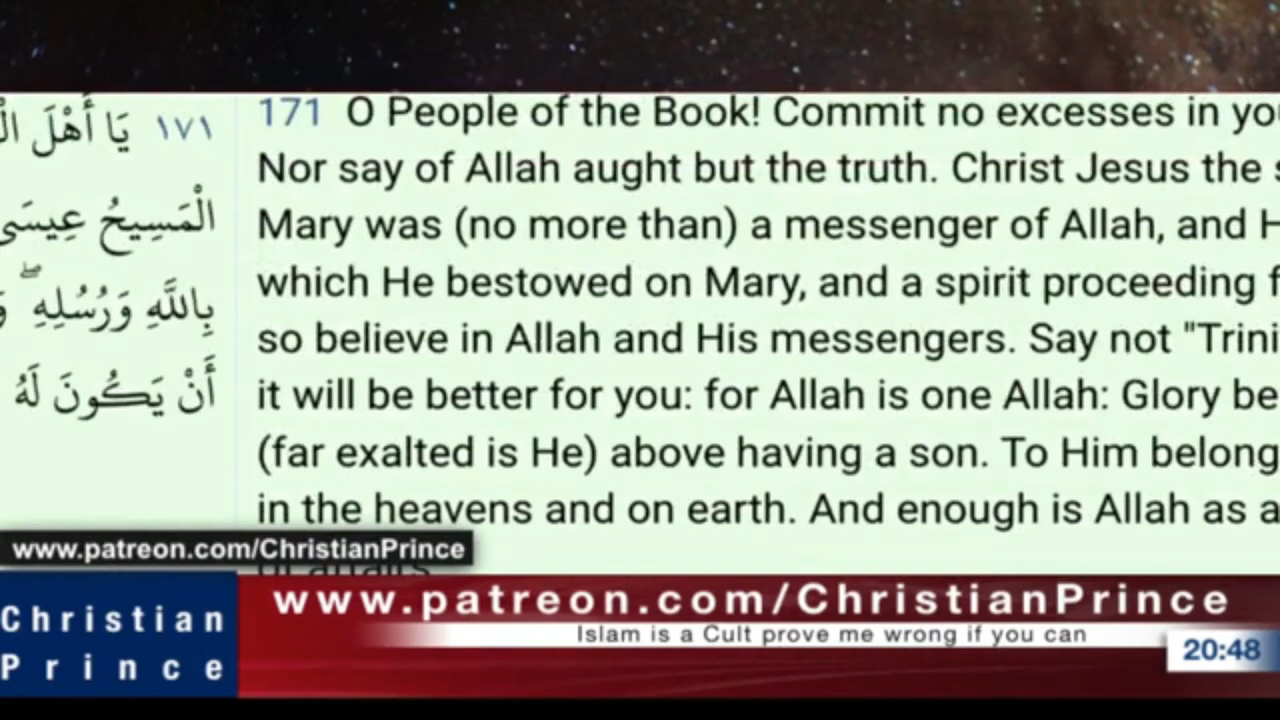 171 O People of the Book! Commit no excesses in
Nor say of Allah aught but the truth. Christ Jesus the
Mary was (no more than) a messenger of Allah, and
which He bestowed on Mary, and a spirit proceeding
so believe in Allah and His messengers. Say not "Trini
it will be better for you: for Allah is one Allah: Glory be
(far exalted is He) above having a son. To Him belong
in the heavens and on earth. And enough is Allah as a
of affairs
١٧١ يَا أَهْلَ
الْمَسِيحُ عِيسَى
بِاللَّهِ وَرُسُلِهِ ۖ
أَنْ يَكُونَ لَهُ
www.patreon.com/ChristianPrince
www.patreon.com/ChristianPrince
Islam is a Cult prove me wrong if you can
Christian
Prince
20:48